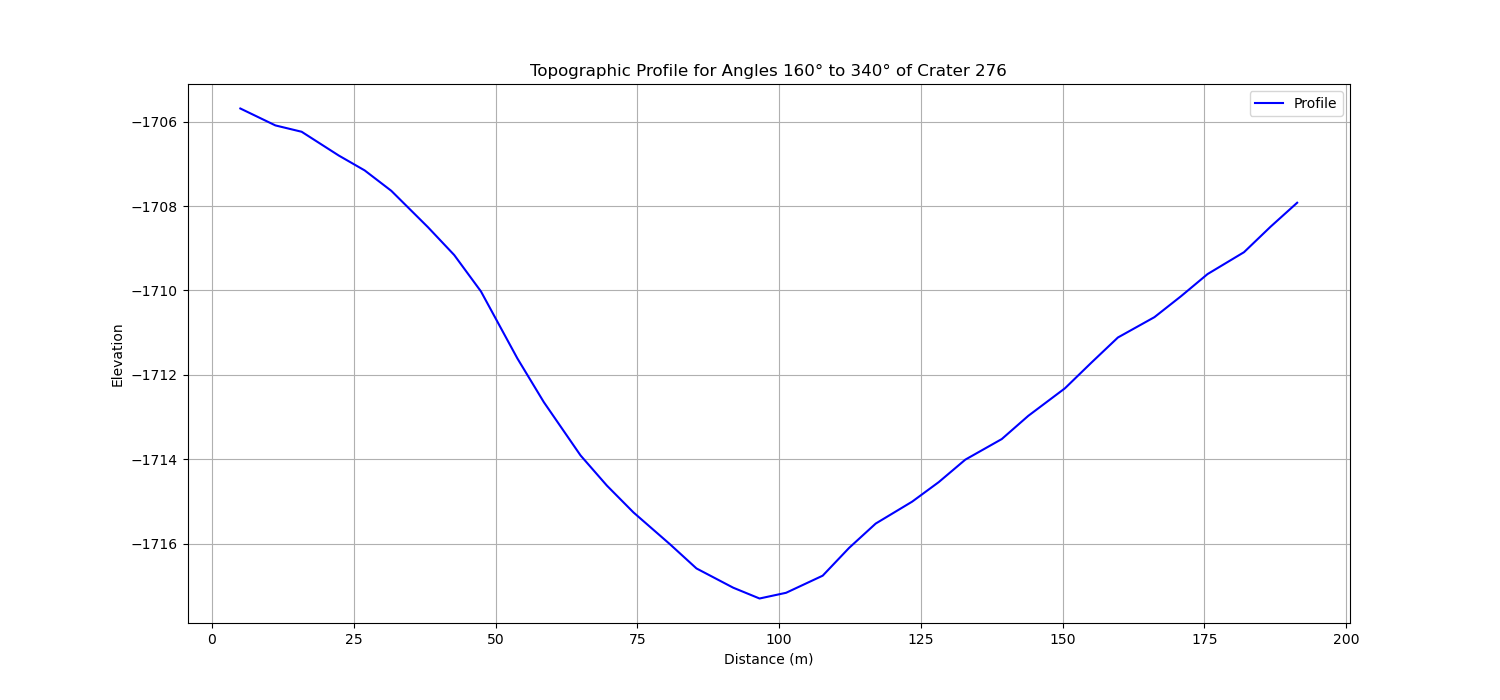 Topographic Profile for Angles 160° to 340° of Crater 276
Profile
−1706
−1708
−1710
−1712
−1714
−1716
Elevation
0 25 50 75 100 125 150 175 200
Distance (m)